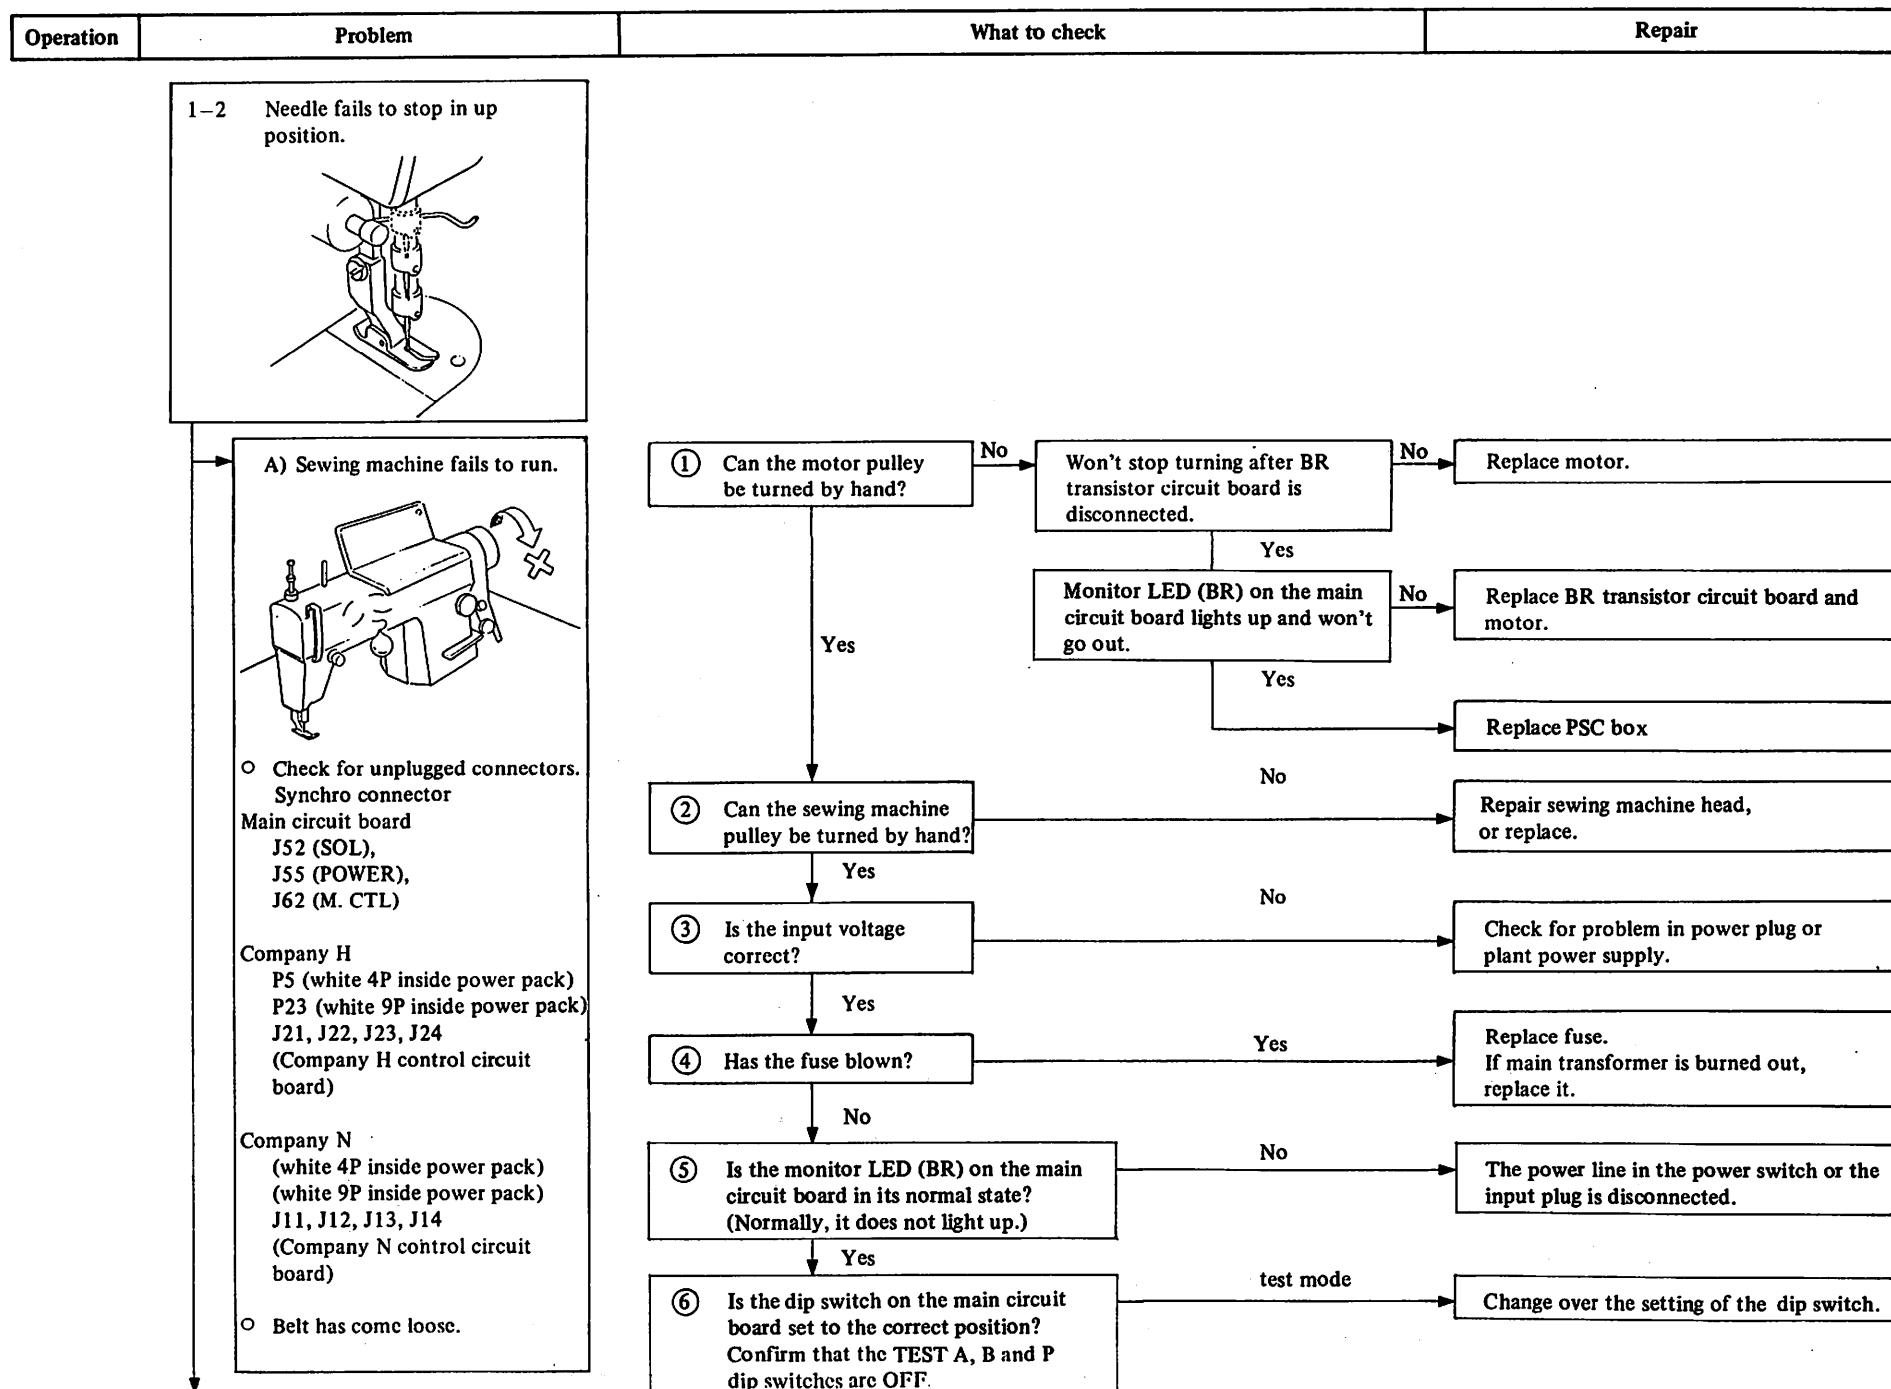 Operation
Problem
What to check
Repair
1–2 Needle fails to stop in up
position.
A) Sewing machine fails to run.
○ Check for unplugged connectors.
Synchro connector
Main circuit board
J52 (SOL),
J55 (POWER),
J62 (M. CTL)
Company H
P5 (white 4P inside power pack)
P23 (white 9P inside power pack)
J21, J22, J23, J24
(Company H control circuit
board)
Company N
(white 4P inside power pack)
(white 9P inside power pack)
J11, J12, J13, J14
(Company N control circuit
board)
○ Belt has come loose.
① Can the motor pulley
be turned by hand?
No
Won't stop turning after BR
transistor circuit board is
disconnected.
No
Replace motor.
Yes
Monitor LED (BR) on the main
circuit board lights up and won't
go out.
No
Replace BR transistor circuit board and
motor.
Yes
Replace PSC box
Yes
② Can the sewing machine
pulley be turned by hand?
No
Repair sewing machine head,
or replace.
Yes
③ Is the input voltage
correct?
No
Check for problem in power plug or
plant power supply.
Yes
④ Has the fuse blown?
Yes
Replace fuse.
If main transformer is burned out,
replace it.
No
⑤ Is the monitor LED (BR) on the main
circuit board in its normal state?
(Normally, it does not light up.)
No
The power line in the power switch or the
input plug is disconnected.
Yes
⑥ Is the dip switch on the main circuit
board set to the correct position?
Confirm that the TEST A, B and P
dip switches are OFF.
test mode
Change over the setting of the dip switch.